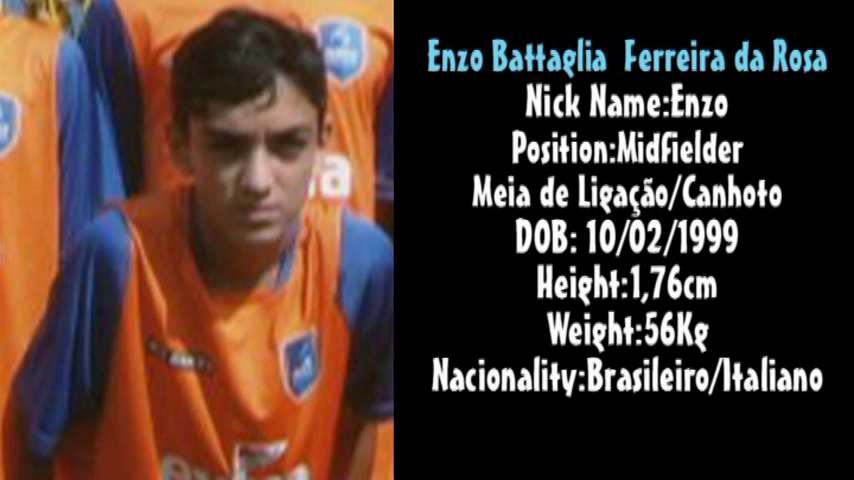 Enzo Battaglia Ferreira da Rosa
Nick Name:Enzo
Position:Midfielder
Meia de Ligação/Canhoto
DOB: 10/02/1999
Height:1,76cm
Weight:56Kg
Nacionality:Brasileiro/Italiano